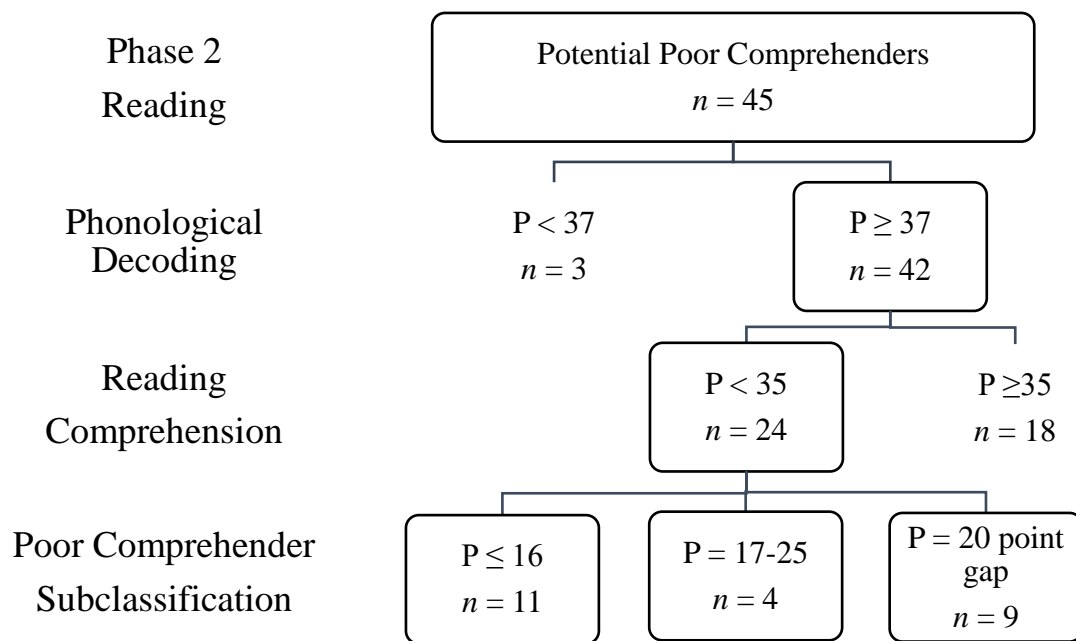 Phase 2
Reading
Potential Poor Comprehenders
n = 45
Phonological
Decoding
P < 37
n = 3
P ≥ 37
n = 42
Reading
Comprehension
P < 35
n = 24
P ≥35
n = 18
Poor Comprehender
Subclassification
P ≤ 16
n = 11
P = 17-25
n = 4
P = 20 point
gap
n = 9